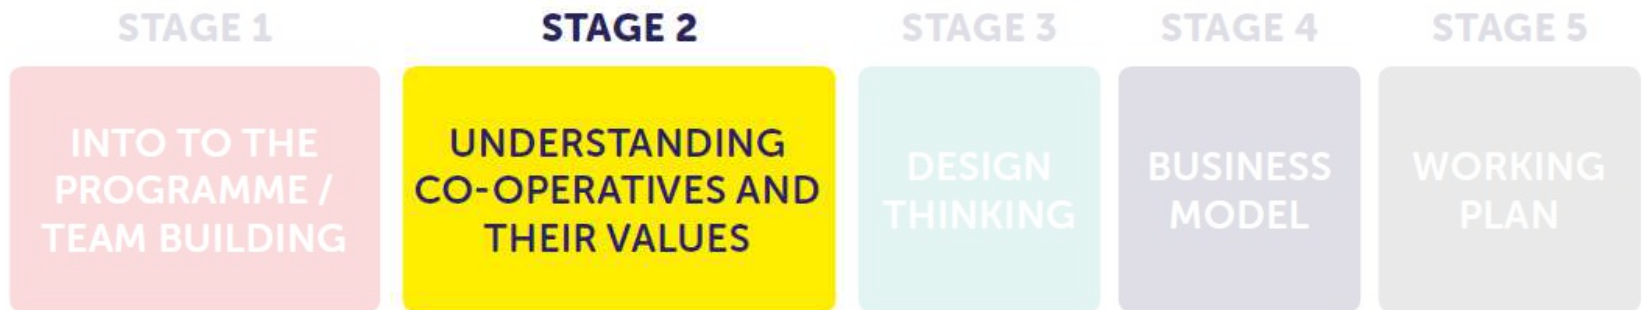 STAGE 1
INTO TO THE
PROGRAMME /
TEAM BUILDING
STAGE 2
UNDERSTANDING
CO-OPERATIVES AND
THEIR VALUES
STAGE 3
DESIGN
THINKING
STAGE 4
BUSINESS
MODEL
STAGE 5
WORKING
PLAN